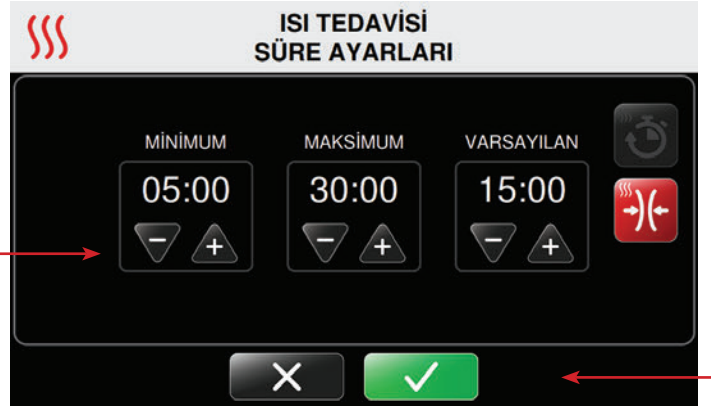 ISI TEDAVİSİ
SÜRE AYARLARI
MİNİMUM MAKSİMUM VARSAYILAN
05:00 30:00 15:00
− + − + − +